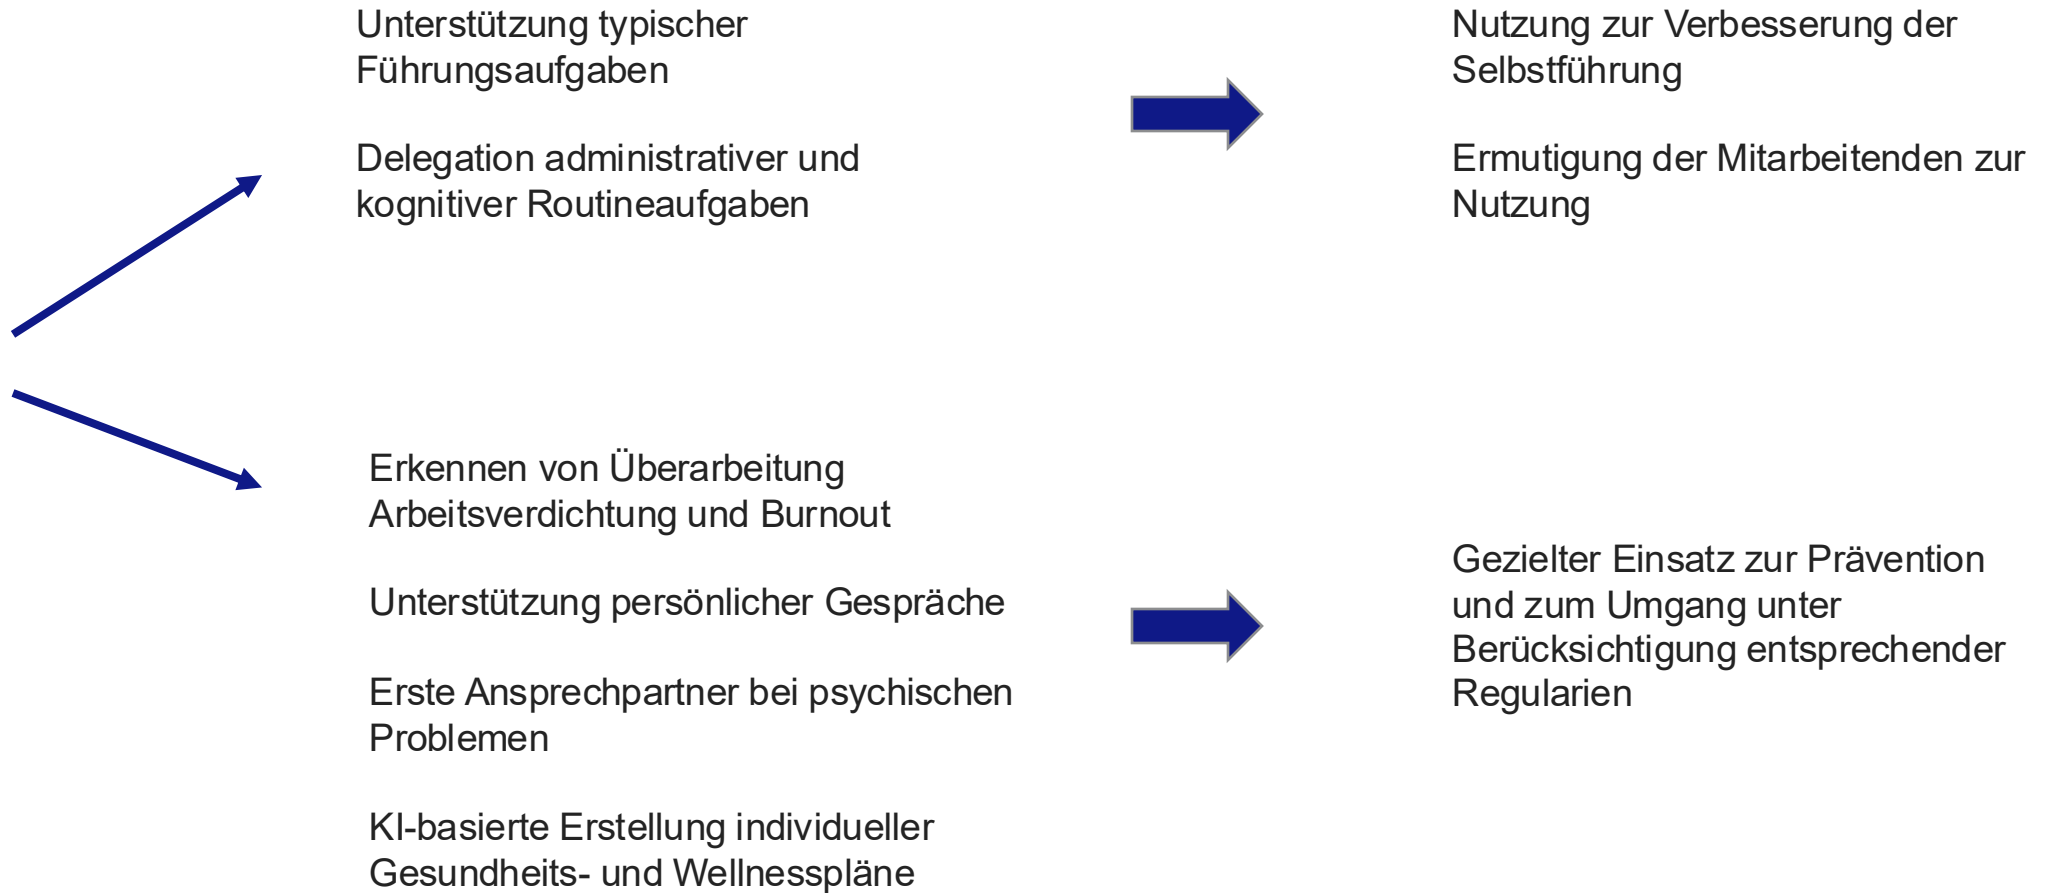 Unterstützung typischer
Führungsaufgaben
Delegation administrativer und
kognitiver Routineaufgaben
Nutzung zur Verbesserung der
Selbstführung
Ermutigung der Mitarbeitenden zur
Nutzung
Erkennen von Überarbeitung
Arbeitsverdichtung und Burnout
Unterstützung persönlicher Gespräche
Erste Ansprechpartner bei psychischen
Problemen
KI-basierte Erstellung individueller
Gesundheits- und Wellnesspläne
Gezielter Einsatz zur Prävention
und zum Umgang unter
Berücksichtigung entsprechender
Regularien